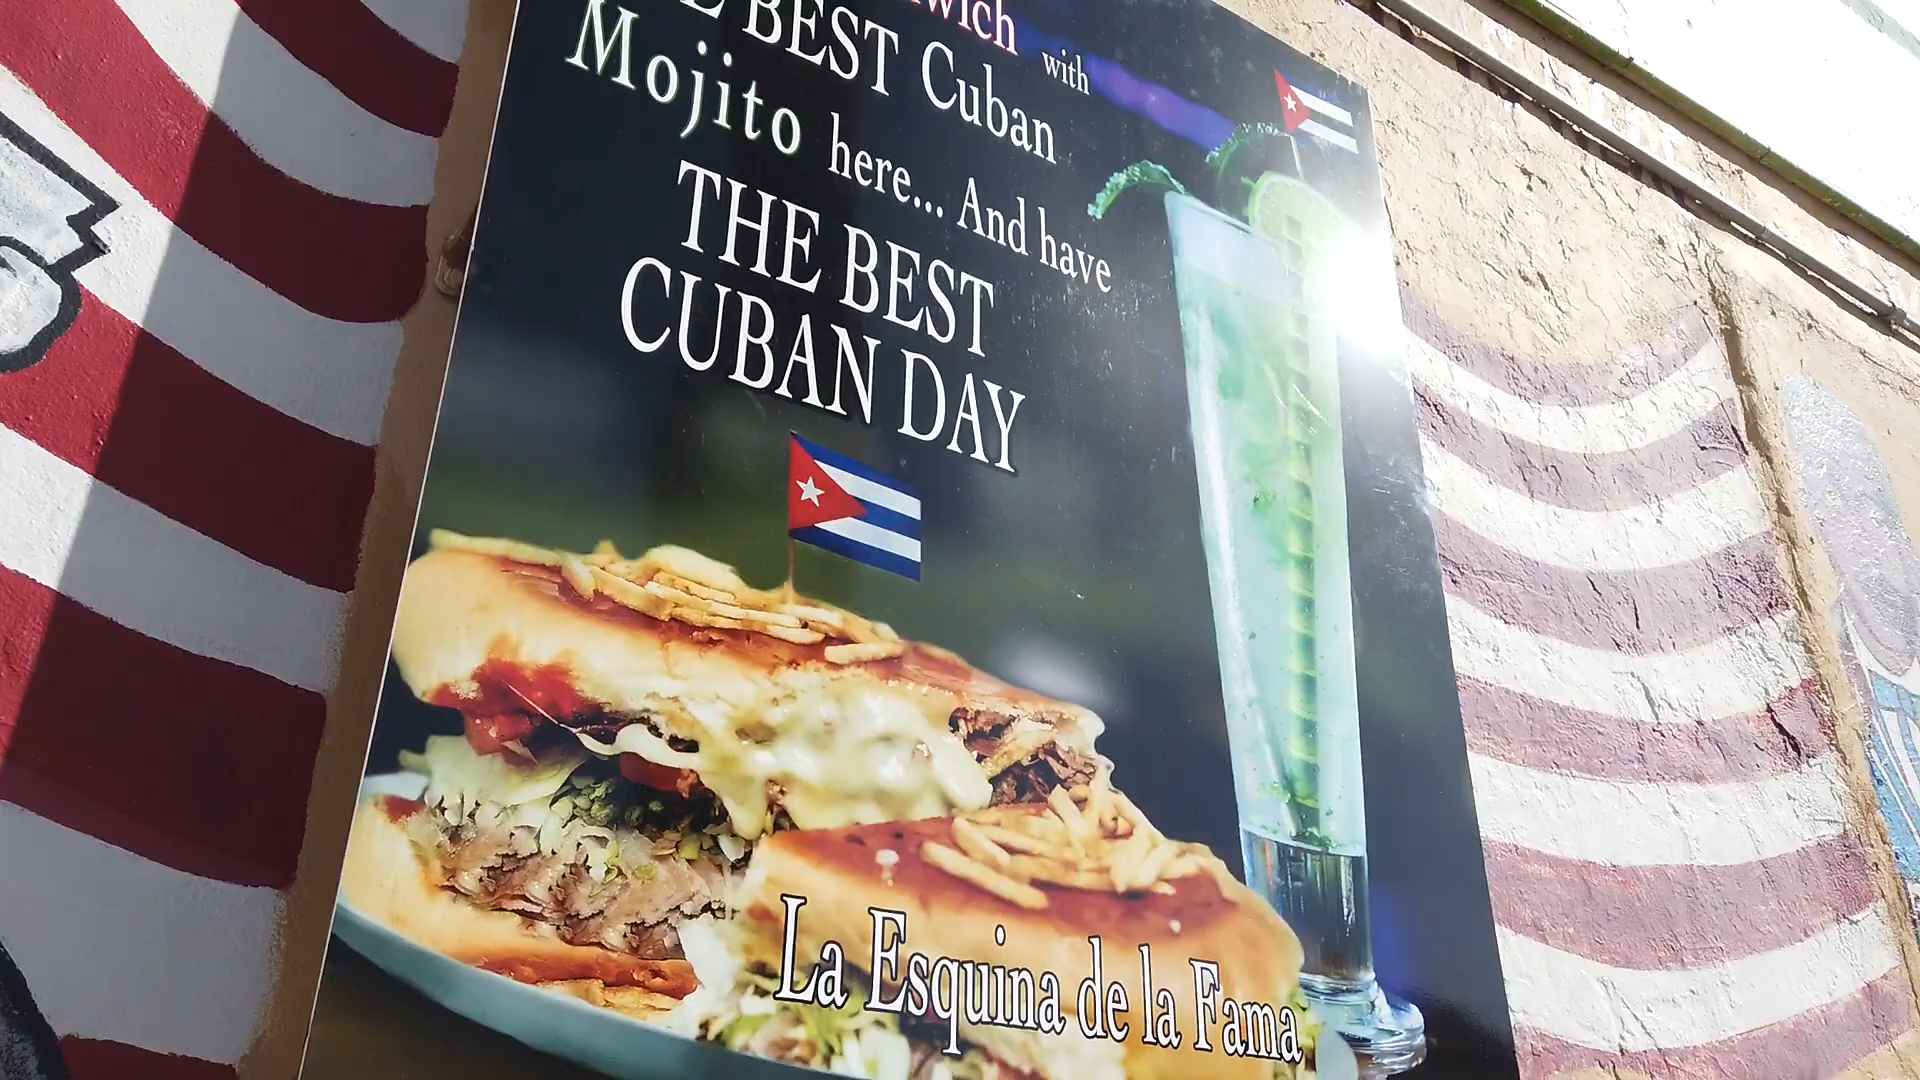 with
BEST Cuban
Mojito here... And have
THE BEST
CUBAN DAY
La Esquina de la Fama